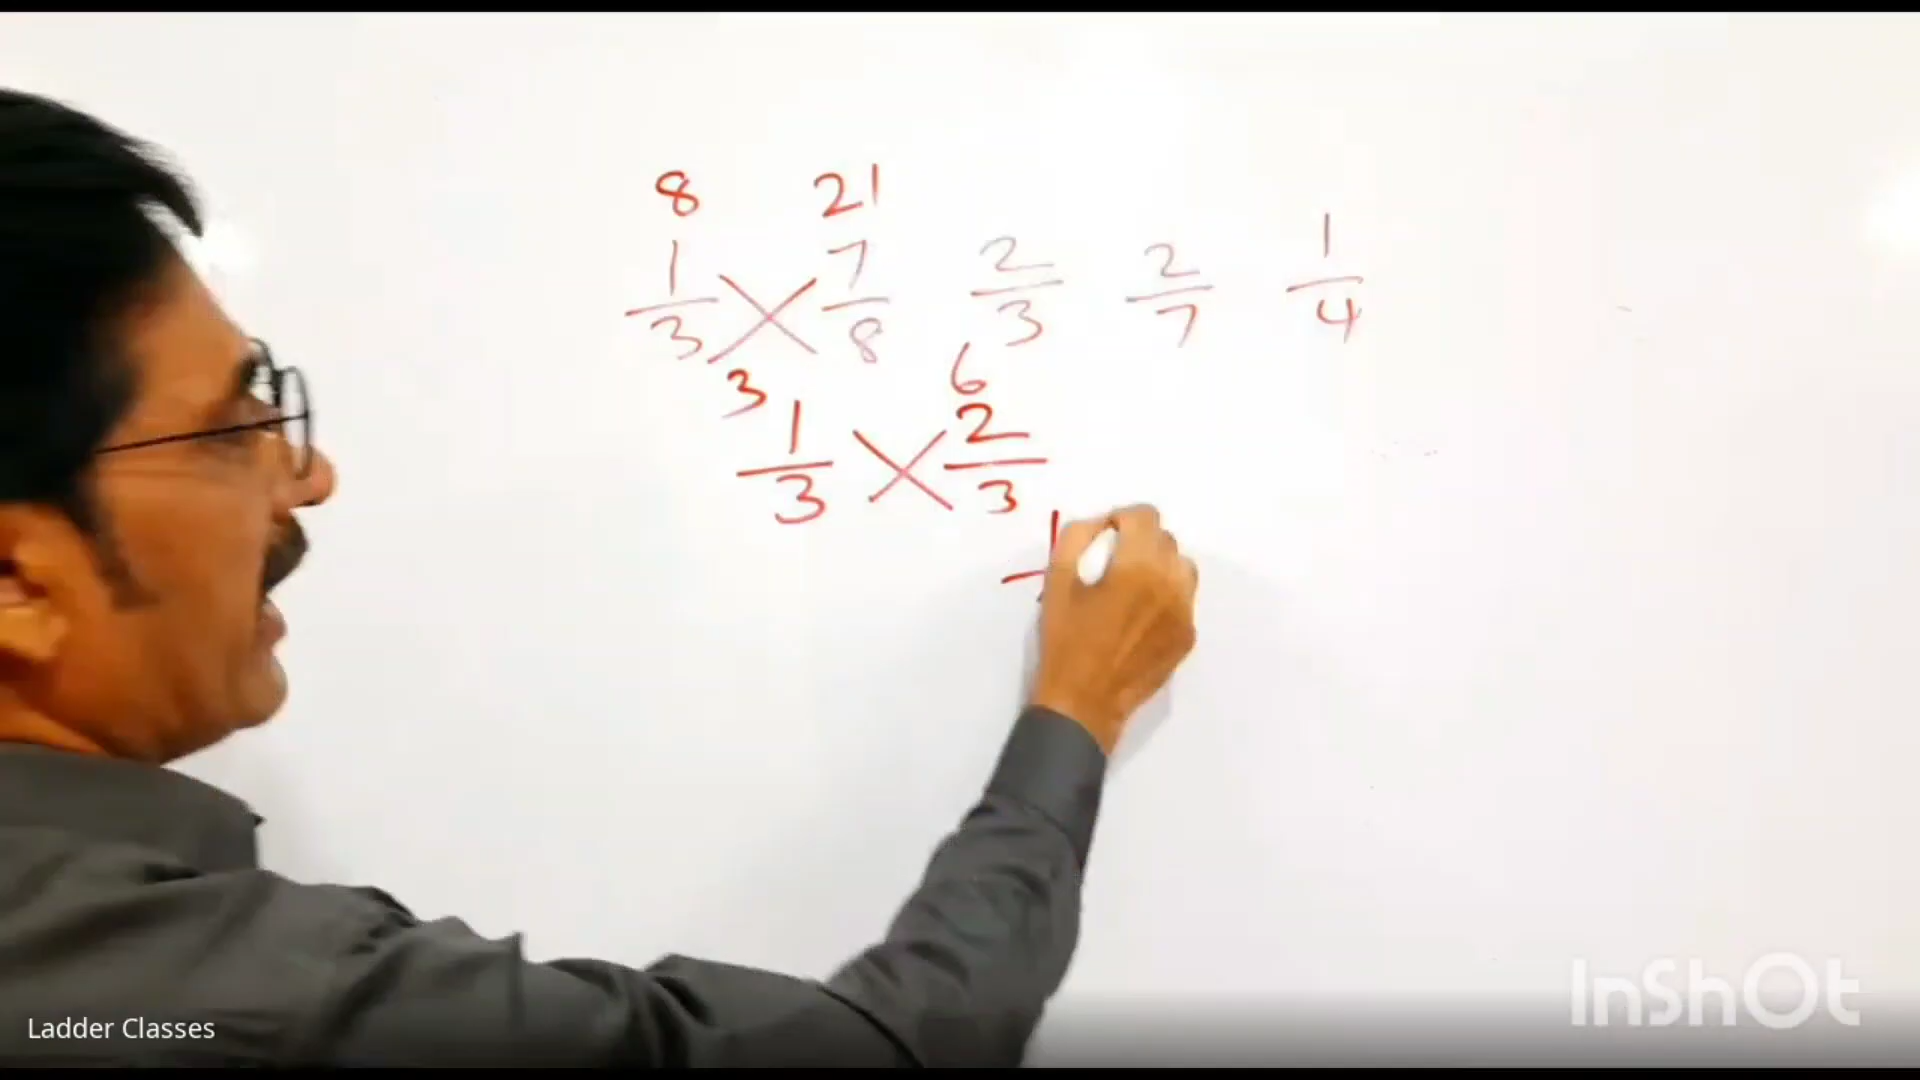 8 21
1/3 7/8 2/3 2/7 1/4
3 6
1/3 2/3
1
Ladder Classes
InShOt